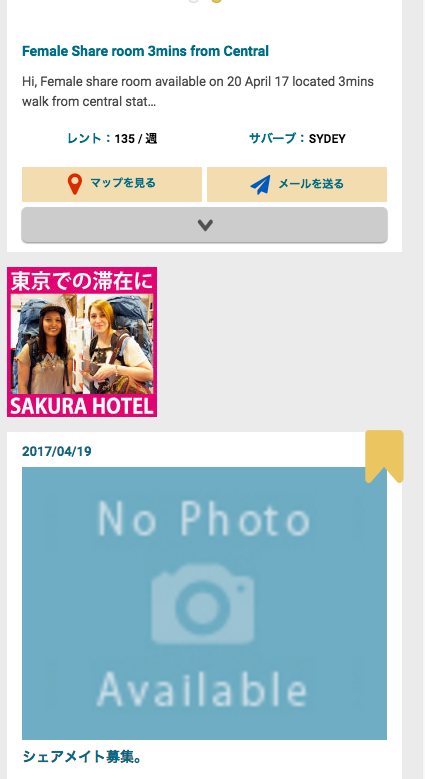 Female Share room 3mins from Central
Hi, Female share room available on 20 April 17 located 3mins
walk from central stat...
レント：135 / 週
サバーブ：SYDEY
マップを見る
メールを送る
東京での滞在に
SAKURA HOTEL
2017/04/19
No Photo
Available
シェアメイト募集。